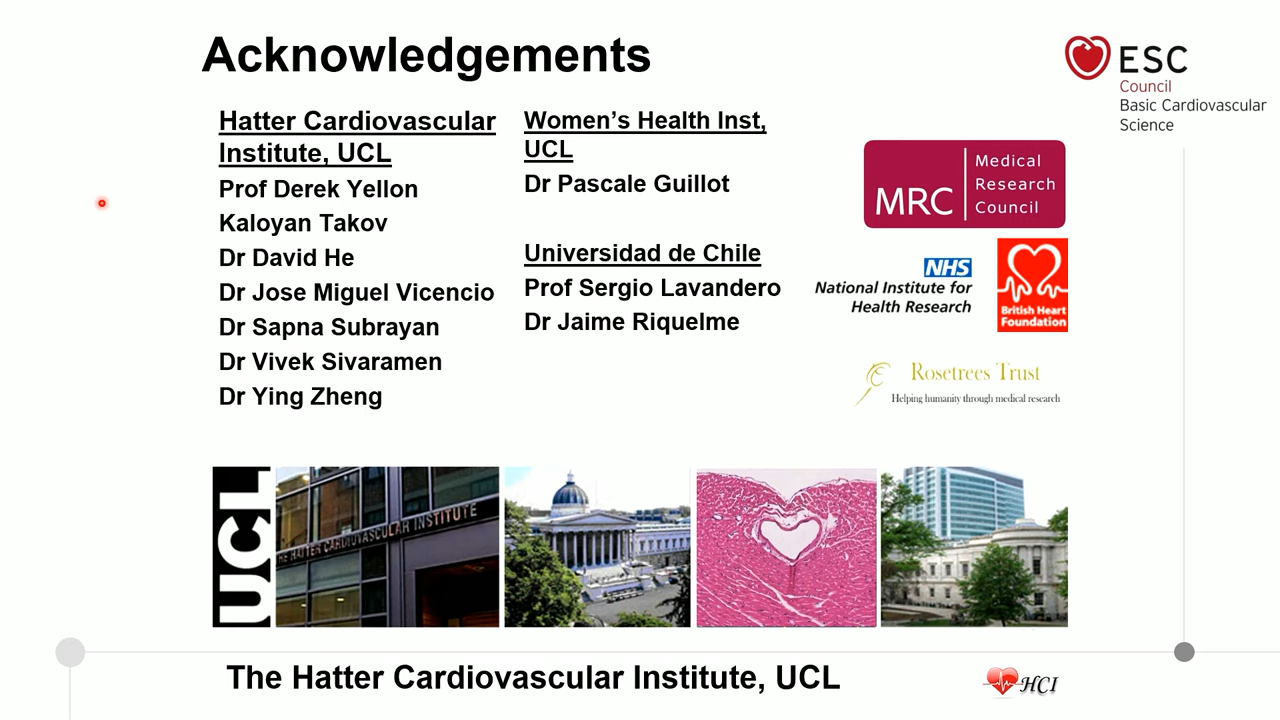 Acknowledgements
ESC
Council
Basic Cardiovascular
Science
Hatter Cardiovascular
Institute, UCL
Prof Derek Yellon
Kaloyan Takov
Dr David He
Dr Jose Miguel Vicencio
Dr Sapna Subrayan
Dr Vivek Sivaramen
Dr Ying Zheng
Women’s Health Inst,
UCL
Dr Pascale Guillot
Universidad de Chile
Prof Sergio Lavandero
Dr Jaime Riquelme
MRC
Medical
Research
Council
NHS
National Institute for
Health Research
British Heart
Foundation
Rosetrees Trust
Helping humanity through medical research
UCL
THE HATTER CARDIOVASCULAR INSTITUTE
The Hatter Cardiovascular Institute, UCL
HCI